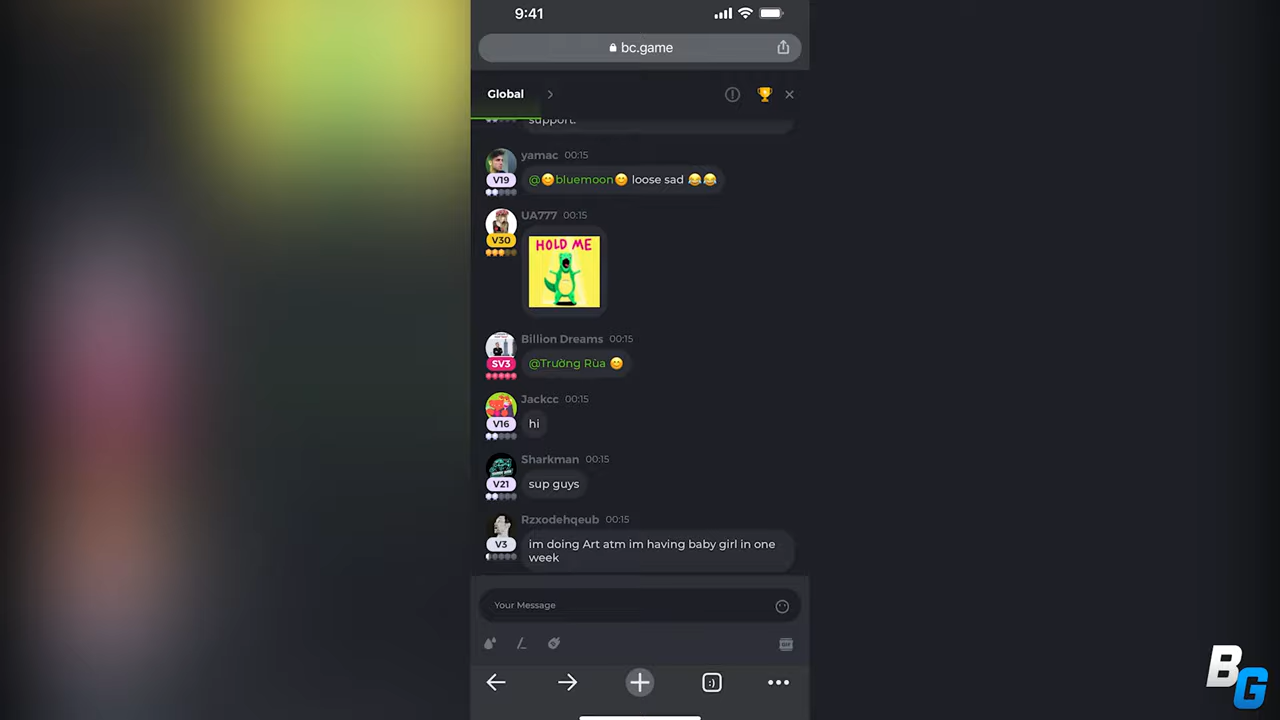 9:41
bc.game
Global
support.
yamac 00:15
V19
@😊bluemoon😊 loose sad 😂😂
UA777 00:15
V30
HOLD ME
Billion Dreams 00:15
SV3
@Trường Rùa 😊
Jackcc 00:15
V16
hi
Sharkman 00:15
V21
sup guys
Rzxodehqeub 00:15
V3
im doing Art atm im having baby girl in one
week
Your Message
GIF
:)
BG